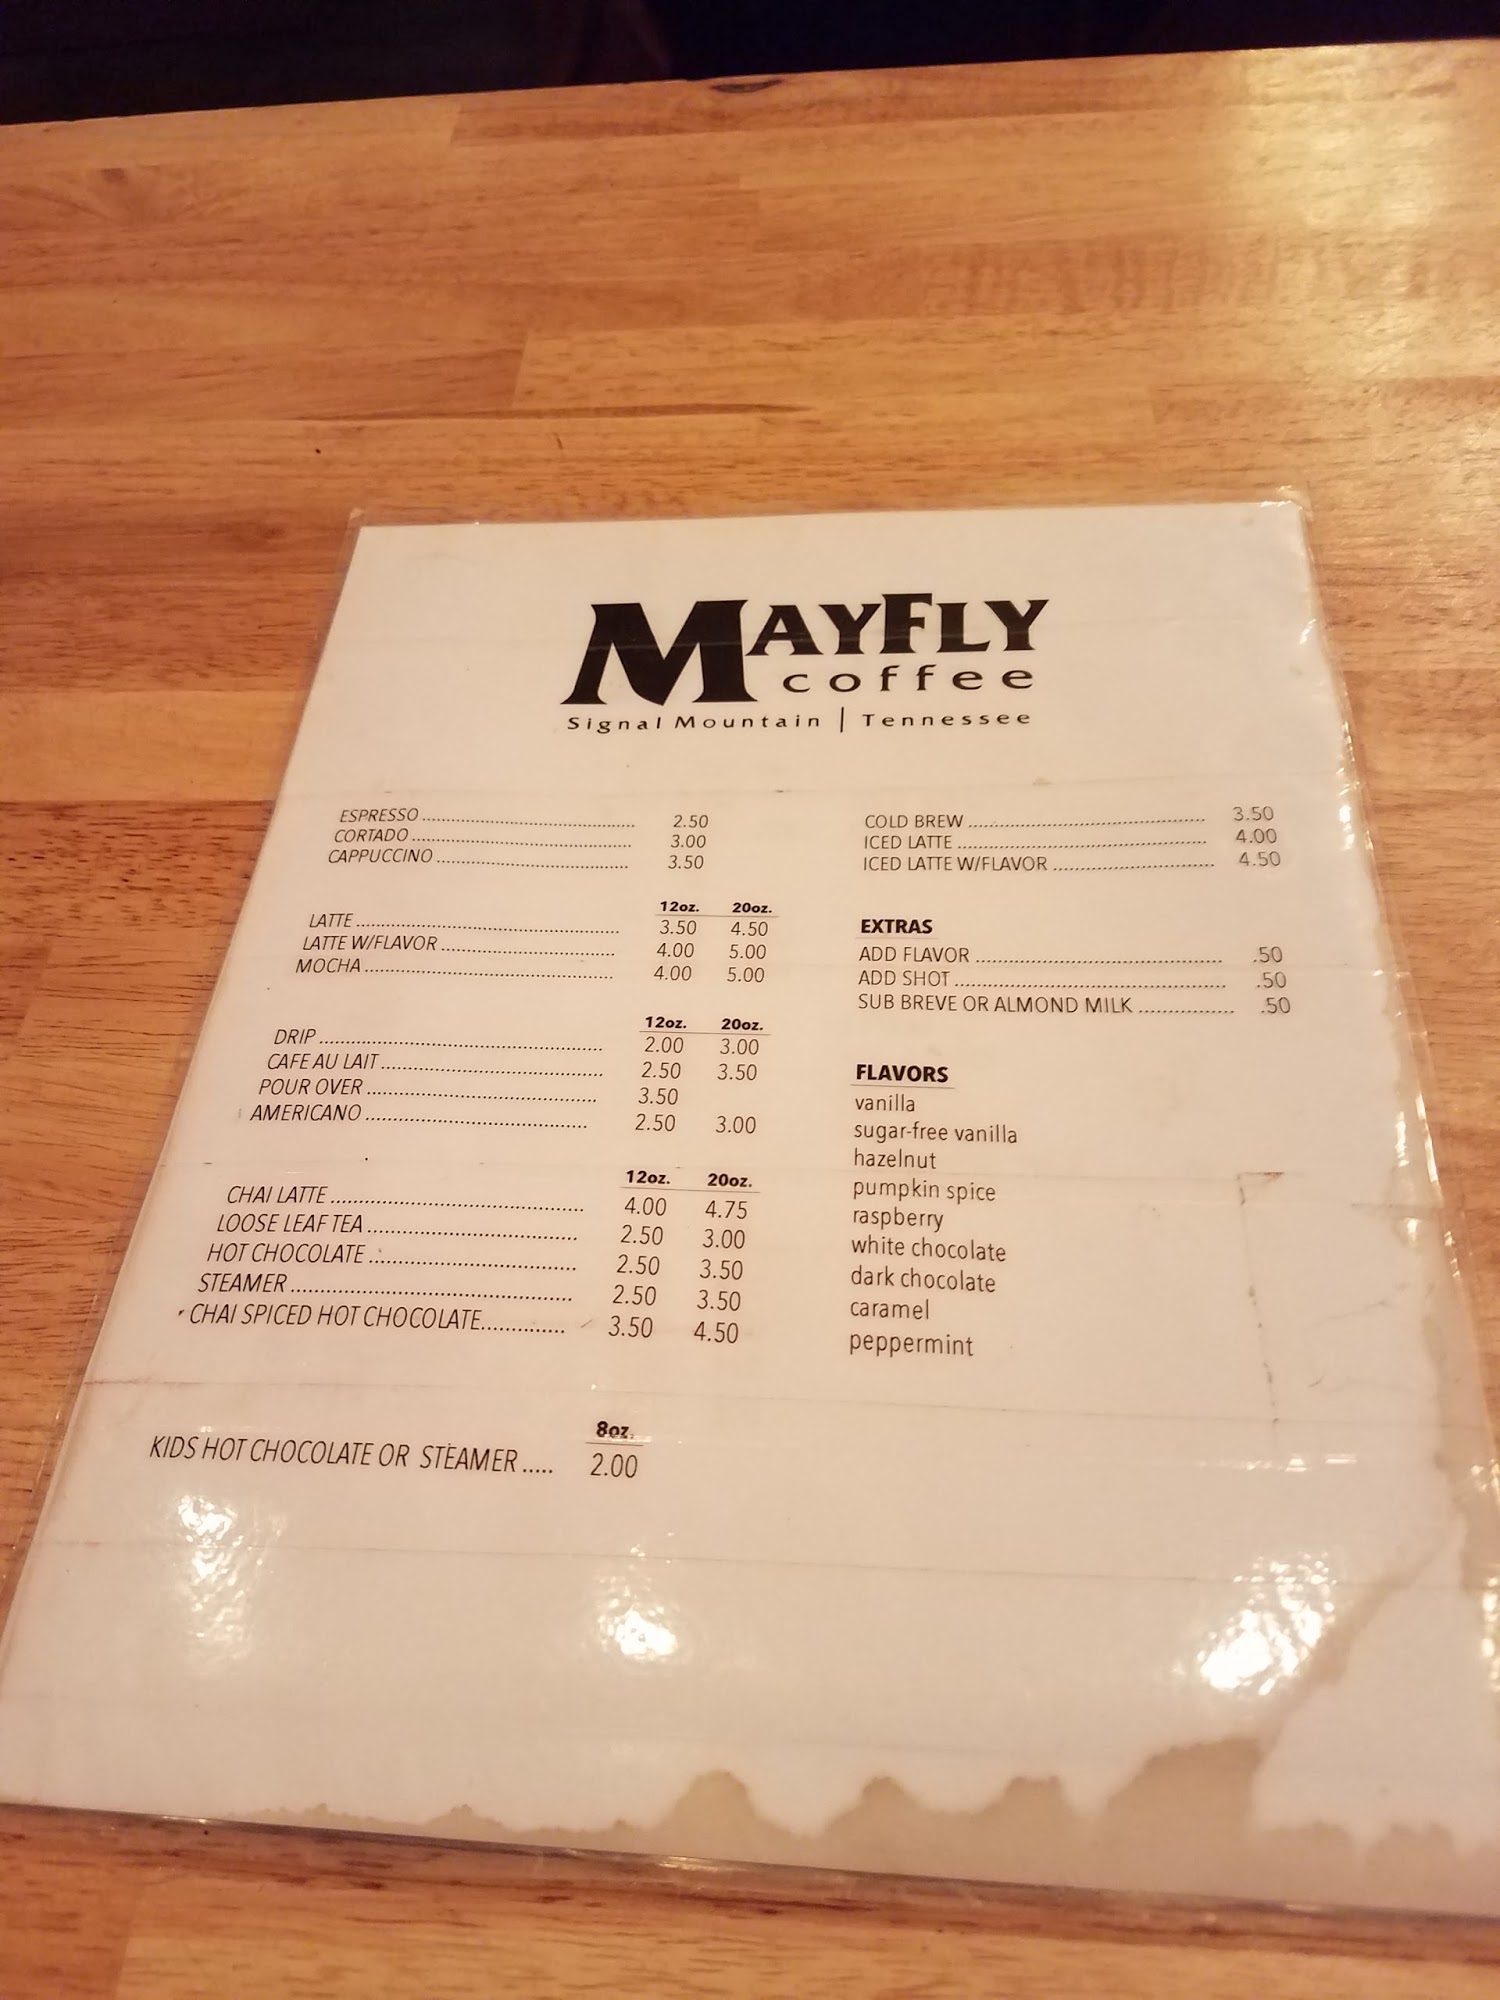 MAYFLY
coffee
Signal Mountain | Tennessee
ESPRESSO ........ 2.50
CORTADO ........ 3.00
CAPPUCCINO ........ 3.50
12oz. 20oz.
LATTE ........ 3.50 4.50
LATTE W/FLAVOR ........ 4.00 5.00
MOCHA ........ 4.00 5.00
12oz. 20oz.
DRIP ........ 2.00 3.00
CAFE AU LAIT ........ 2.50 3.50
POUR OVER ........ 3.50
AMERICANO ........ 2.50 3.00
12oz. 20oz.
CHAI LATTE ........ 4.00 4.75
LOOSE LEAF TEA ........ 2.50 3.00
HOT CHOCOLATE ........ 2.50 3.50
STEAMER ........ 2.50 3.50
CHAI SPICED HOT CHOCOLATE ........ 3.50 4.50
8oz.
KIDS HOT CHOCOLATE OR STEAMER ..... 2.00
COLD BREW ........ 3.50
ICED LATTE ........ 4.00
ICED LATTE W/FLAVOR ........ 4.50
EXTRAS
ADD FLAVOR ........ .50
ADD SHOT ........ .50
SUB BREVE OR ALMOND MILK ........ .50
FLAVORS
vanilla
sugar-free vanilla
hazelnut
pumpkin spice
raspberry
white chocolate
dark chocolate
caramel
peppermint